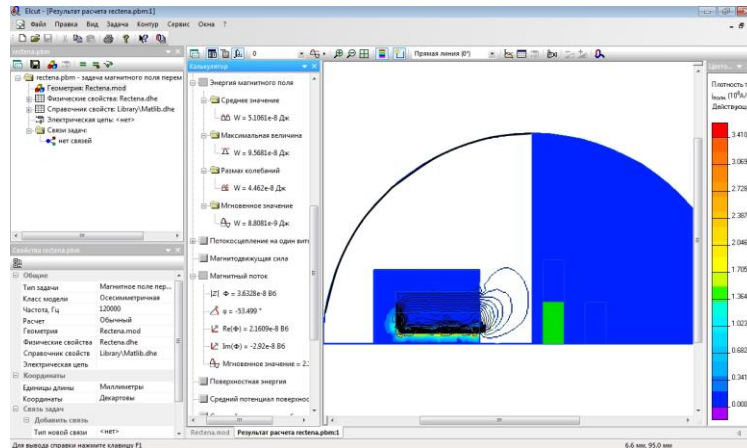 Elcut - [Результат расчета rectena.pbm:1]
Файл Правка Вид Задача Контур Сервис Окна ?
0
Прямая линия (0°)
rectena.pbm
rectena.pbm - задача магнитного поля перем
Геометрия: Rectena.mod
Физические свойства: Rectena.dhe
Справочник свойств: Library\Matlib.dhe
Электрическая цепь: <нет>
Связи задач:
нет связей
Свойства rectena.pbm
Общие
Тип задачи Магнитное поле пер...
Класс модели Осесимметричная
Частота, Гц 120000
Расчет Обычный
Геометрия Rectena.mod
Физические свойства Rectena.dhe
Справочник свойств Library\Matlib.dhe
Электрическая цепь
Координаты
Единицы длины Миллиметры
Координаты Декартовы
Связь задач
Добавить связь
Тип новой связи <нет>
Калькулятор
Энергия магнитного поля
Среднее значение
W = 5.1061e-8 Дж
Максимальная величина
W = 9.5681e-8 Дж
Размах колебаний
W = 4.462e-8 Дж
Мгновенное значение
W = 8.8081e-9 Дж
Потокосцепление на один вит
Магнитодвижущая сила
Магнитный поток
|Z| Φ = 3.6328e-8 Вб
φ = -53.499 °
Re(Φ) = 2.1609e-8 Вб
Im(Φ) = -2.92e-8 Вб
Мгновенное значение = 2.
Поверхностная энергия
Средний потенциал поверхнос
Rectena.mod Результат расчета rectena.pbm:1
Плотность т
Действующ
3.410
3.069
2.728
2.387
2.046
1.705
1.364
1.023
0.682
0.341
0.000
Для вывода справки нажмите клавишу F1
6.6 мм, 95.0 мм